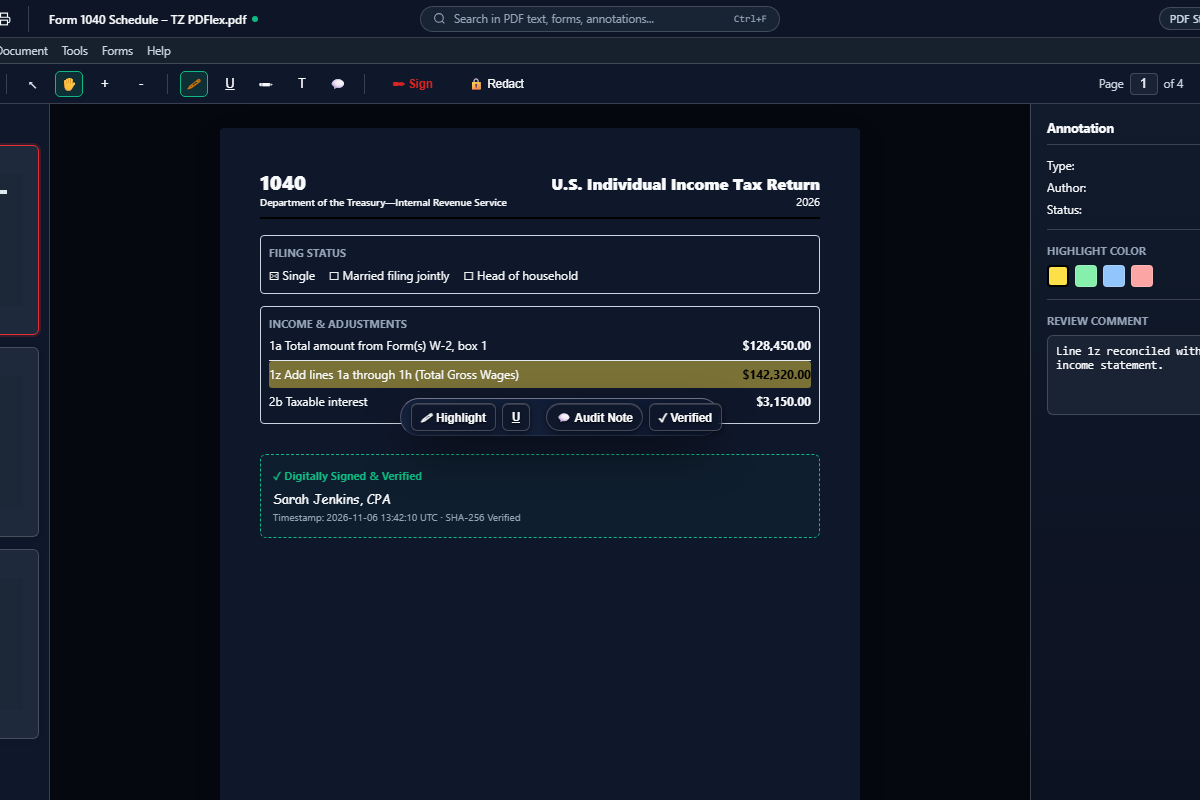 Form 1040 Schedule – TZ PDFlex.pdf
Search in PDF text, forms, annotations... Ctrl+F
Tools Forms Help
+ - U T Sign Redact
Page 1 of 4
1040 U.S. Individual Income Tax Return
Department of the Treasury—Internal Revenue Service 2026
FILING STATUS
☒ Single ☐ Married filing jointly ☐ Head of household
INCOME & ADJUSTMENTS
1a Total amount from Form(s) W-2, box 1 $128,450.00
1z Add lines 1a through 1h (Total Gross Wages) $142,320.00
2b Taxable interest $3,150.00
Highlight U Audit Note ✓ Verified
✓ Digitally Signed & Verified
Sarah Jenkins, CPA
Timestamp: 2026-11-06 13:42:10 UTC · SHA-256 Verified
Annotation
Type:
Author:
Status:
HIGHLIGHT COLOR
REVIEW COMMENT
Line 1z reconciled with
income statement.